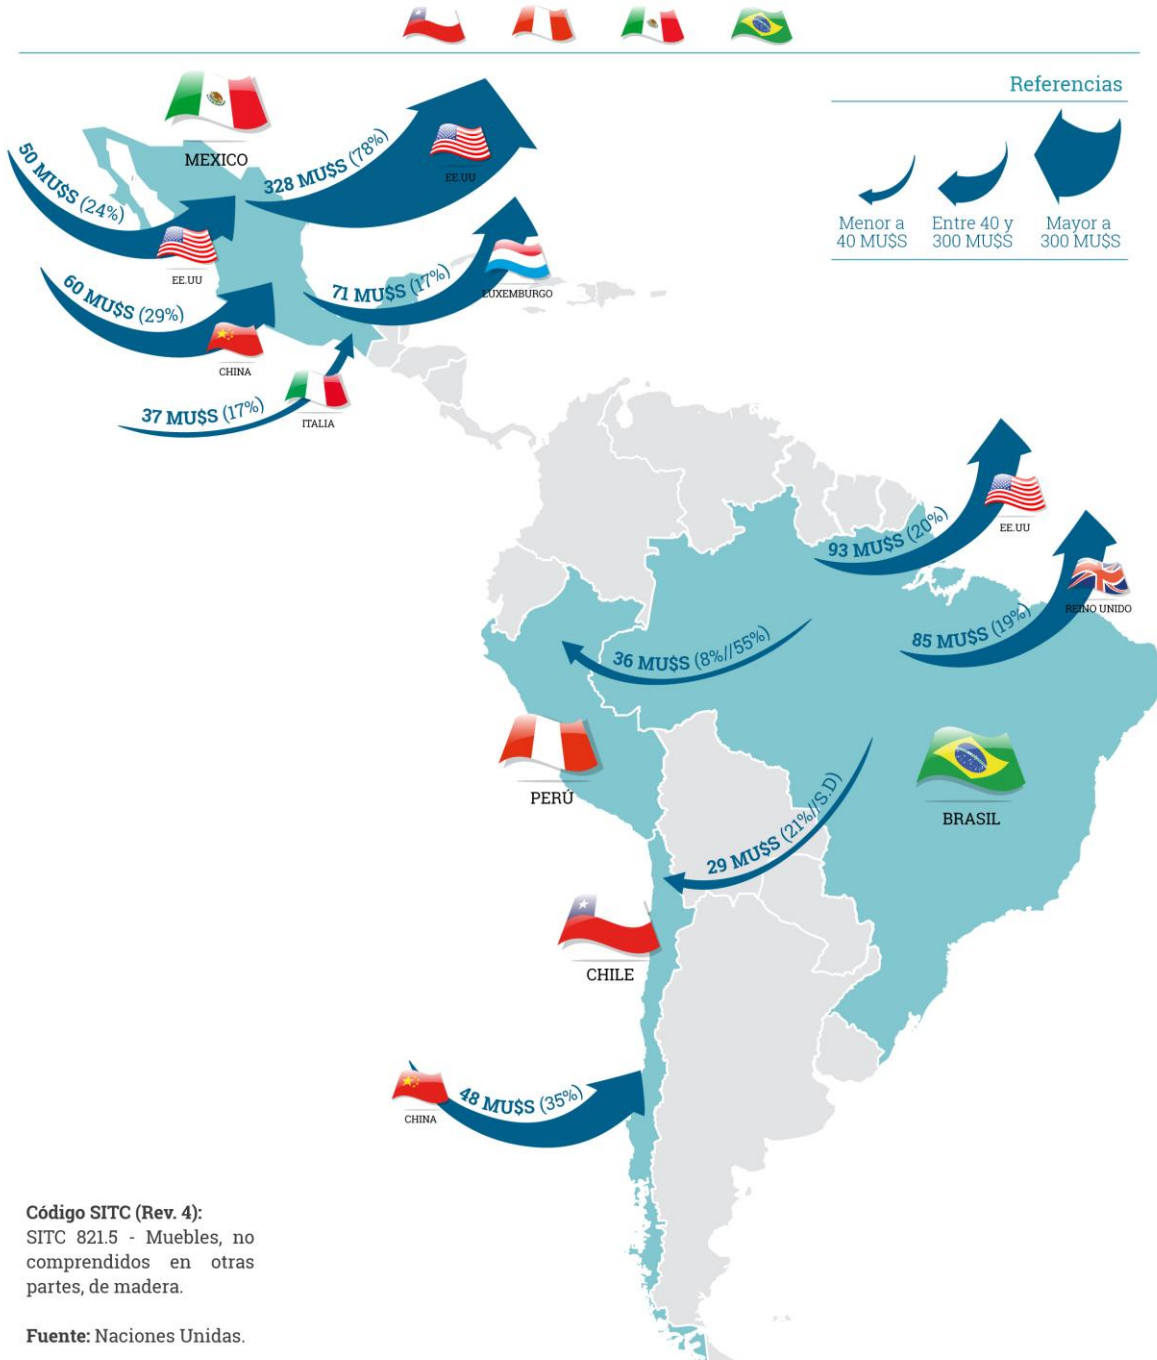 Referencias
Menor a
40 MU$S
Entre 40 y
300 MU$S
Mayor a
300 MU$S
MEXICO
50 MU$S (24%)
EE.UU
328 MU$S (78%)
EE.UU
60 MU$S (29%)
CHINA
71 MU$S (17%)
LUXEMBURGO
37 MU$S (17%)
ITALIA
93 MU$S (20%)
EE.UU
85 MU$S (19%)
REINO UNIDO
36 MU$S (8%//55%)
PERÚ
BRASIL
29 MU$S (21%//S.D)
CHILE
48 MU$S (35%)
CHINA
Código SITC (Rev. 4):
SITC 821.5 - Muebles, no
comprendidos en otras
partes, de madera.
Fuente: Naciones Unidas.